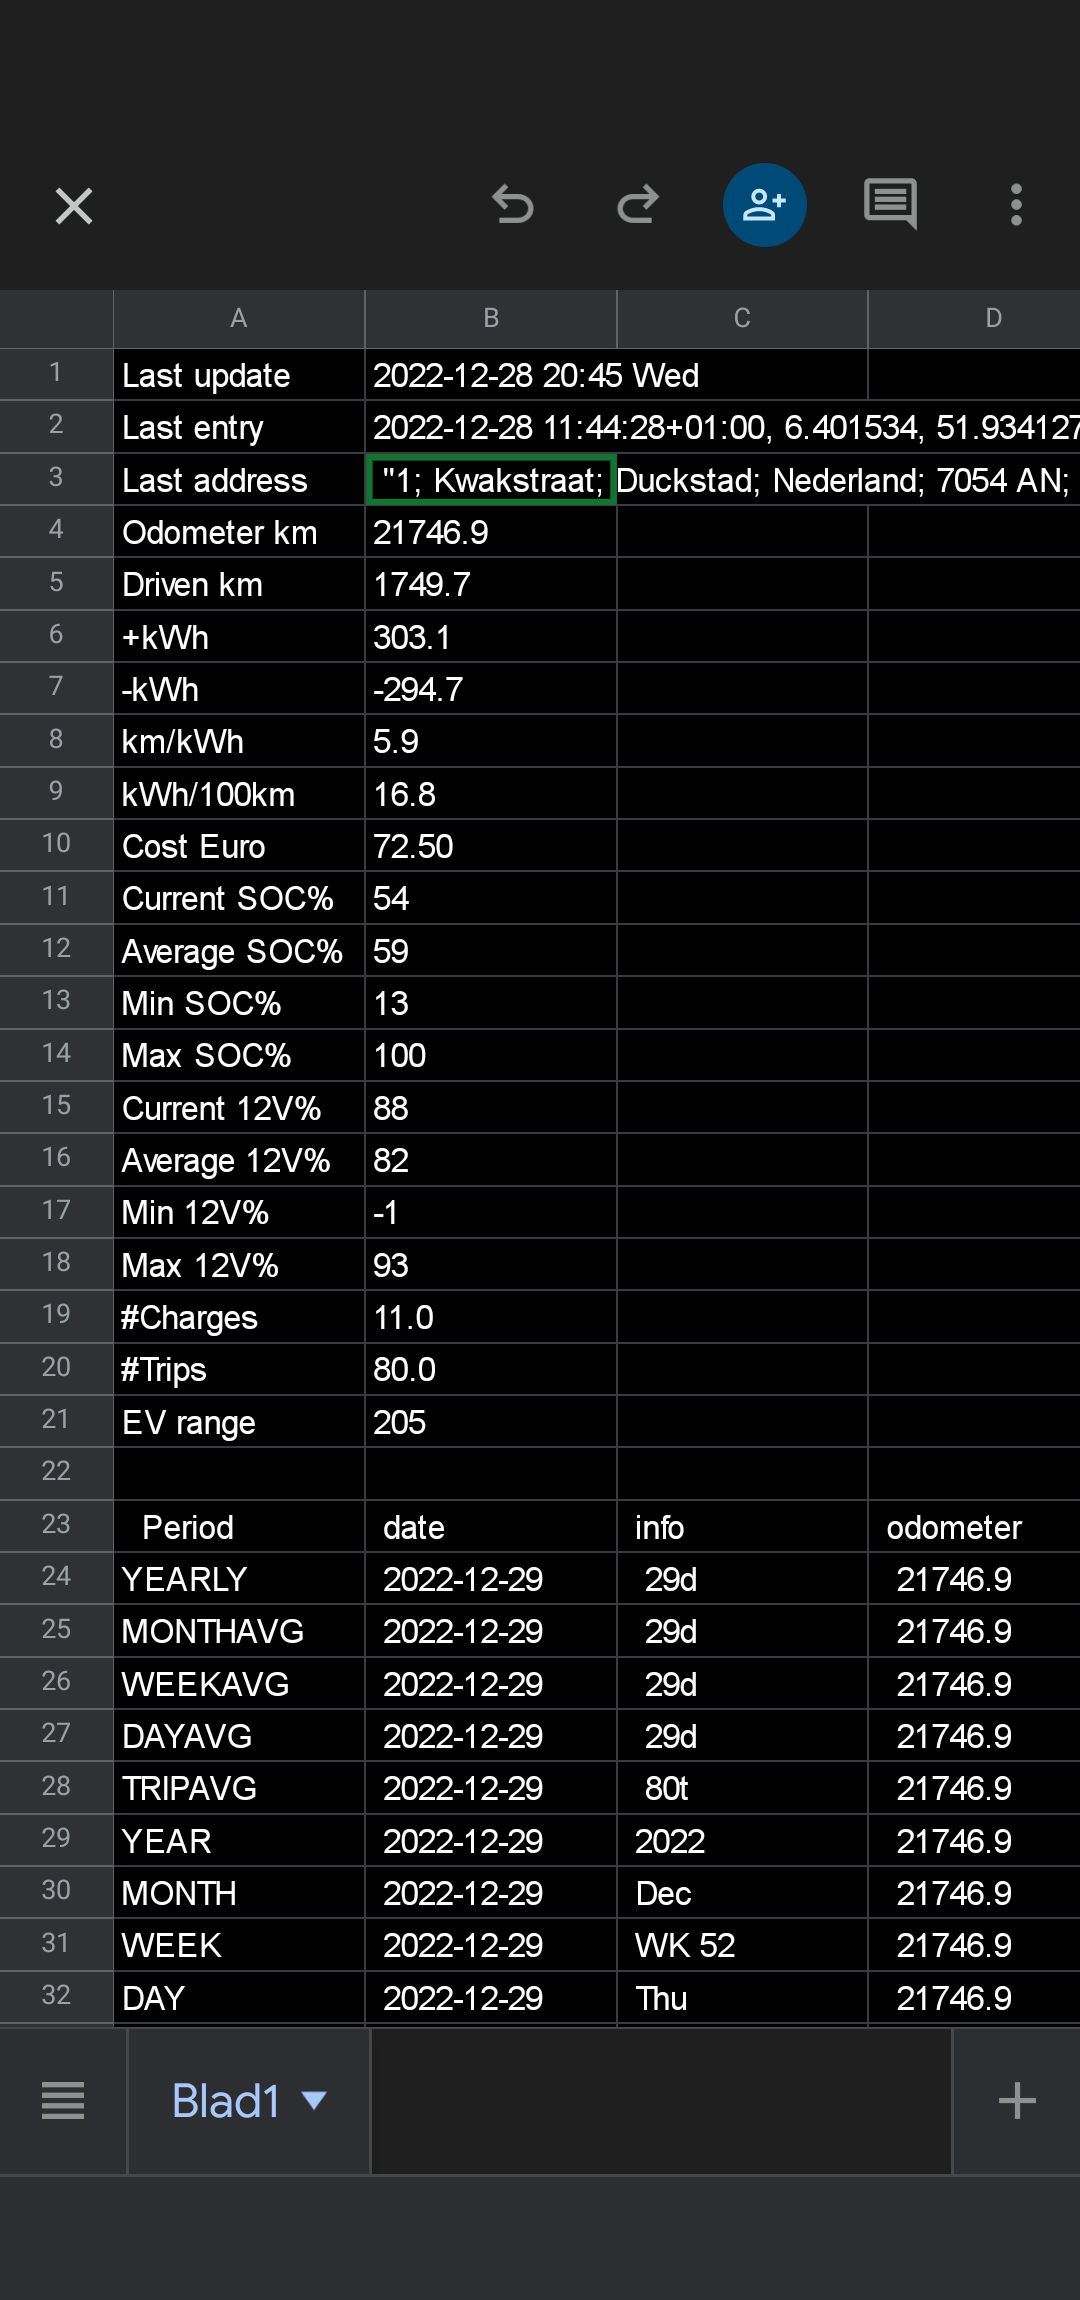 A B C D
1 Last update 2022-12-28 20:45 Wed
2 Last entry 2022-12-28 11:44:28+01:00, 6.401534, 51.934127
3 Last address "1; Kwakstraat; Duckstad; Nederland; 7054 AN;
4 Odometer km 21746.9
5 Driven km 1749.7
6 +kWh 303.1
7 -kWh -294.7
8 km/kWh 5.9
9 kWh/100km 16.8
10 Cost Euro 72.50
11 Current SOC% 54
12 Average SOC% 59
13 Min SOC% 13
14 Max SOC% 100
15 Current 12V% 88
16 Average 12V% 82
17 Min 12V% -1
18 Max 12V% 93
19 #Charges 11.0
20 #Trips 80.0
21 EV range 205
22
23 Period date info odometer
24 YEARLY 2022-12-29 29d 21746.9
25 MONTHAVG 2022-12-29 29d 21746.9
26 WEEKAVG 2022-12-29 29d 21746.9
27 DAYAVG 2022-12-29 29d 21746.9
28 TRIPAVG 2022-12-29 80t 21746.9
29 YEAR 2022-12-29 2022 21746.9
30 MONTH 2022-12-29 Dec 21746.9
31 WEEK 2022-12-29 WK 52 21746.9
32 DAY 2022-12-29 Thu 21746.9
Blad1